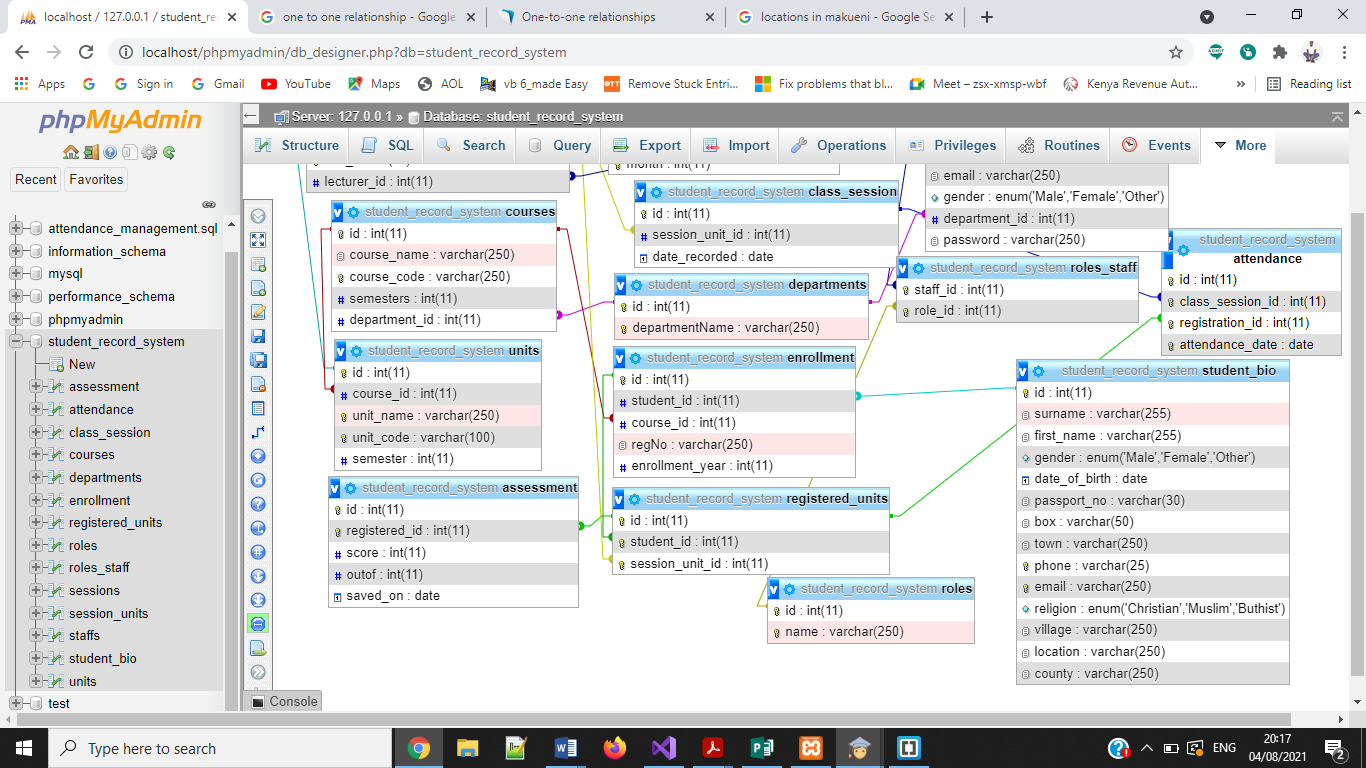 localhost / 127.0.0.1 / student_re
one to one relationship - Google
One-to-one relationships
locations in makueni - Google Se
localhost/phpmyadmin/db_designer.php?db=student_record_system
Apps
Sign in
Gmail
YouTube
Maps
AOL
vb 6_made Easy
Remove Stuck Entri...
Fix problems that bl...
Meet – zsx-xmsp-wbf
Kenya Revenue Aut...
»
Reading list
phpMyAdmin
Recent
Favorites
attendance_management.sql
information_schema
mysql
performance_schema
phpmyadmin
student_record_system
New
assessment
attendance
class_session
courses
departments
enrollment
registered_units
roles
roles_staff
sessions
session_units
staffs
student_bio
units
test
Server: 127.0.0.1 » Database: student_record_system
Structure
SQL
Search
Query
Export
Import
Operations
Privileges
Routines
Events
More
lecturer_id : int(11)
month : int(11)
student_record_system class_session
id : int(11)
session_unit_id : int(11)
date_recorded : date
email : varchar(250)
gender : enum('Male','Female','Other')
department_id : int(11)
password : varchar(250)
student_record_system courses
id : int(11)
course_name : varchar(250)
course_code : varchar(250)
semesters : int(11)
department_id : int(11)
student_record_system departments
id : int(11)
departmentName : varchar(250)
student_record_system roles_staff
staff_id : int(11)
role_id : int(11)
student_record_system
attendance
id : int(11)
class_session_id : int(11)
registration_id : int(11)
attendance_date : date
student_record_system units
id : int(11)
course_id : int(11)
unit_name : varchar(250)
unit_code : varchar(100)
semester : int(11)
student_record_system enrollment
id : int(11)
student_id : int(11)
course_id : int(11)
regNo : varchar(250)
enrollment_year : int(11)
student_record_system student_bio
id : int(11)
surname : varchar(255)
first_name : varchar(255)
gender : enum('Male','Female','Other')
date_of_birth : date
passport_no : varchar(30)
box : varchar(50)
town : varchar(250)
phone : varchar(25)
email : varchar(250)
religion : enum('Christian','Muslim','Buthist')
village : varchar(250)
location : varchar(250)
county : varchar(250)
student_record_system assessment
id : int(11)
registered_id : int(11)
score : int(11)
outof : int(11)
saved_on : date
student_record_system registered_units
id : int(11)
student_id : int(11)
session_unit_id : int(11)
student_record_system roles
id : int(11)
name : varchar(250)
Console
Type here to search
ENG
20:17
04/08/2021
2